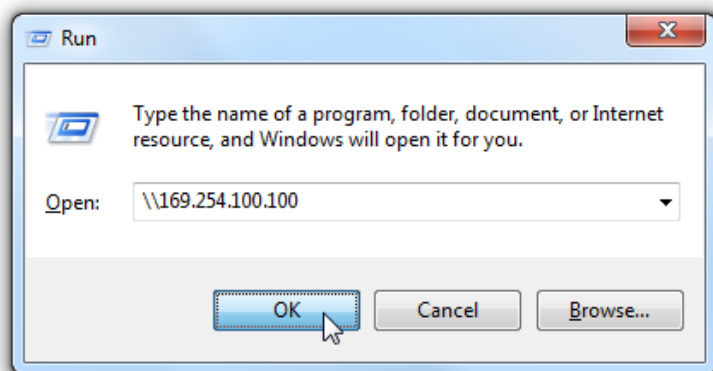 Run
Type the name of a program, folder, document, or Internet
resource, and Windows will open it for you.
Open: \\169.254.100.100
OK Cancel Browse...